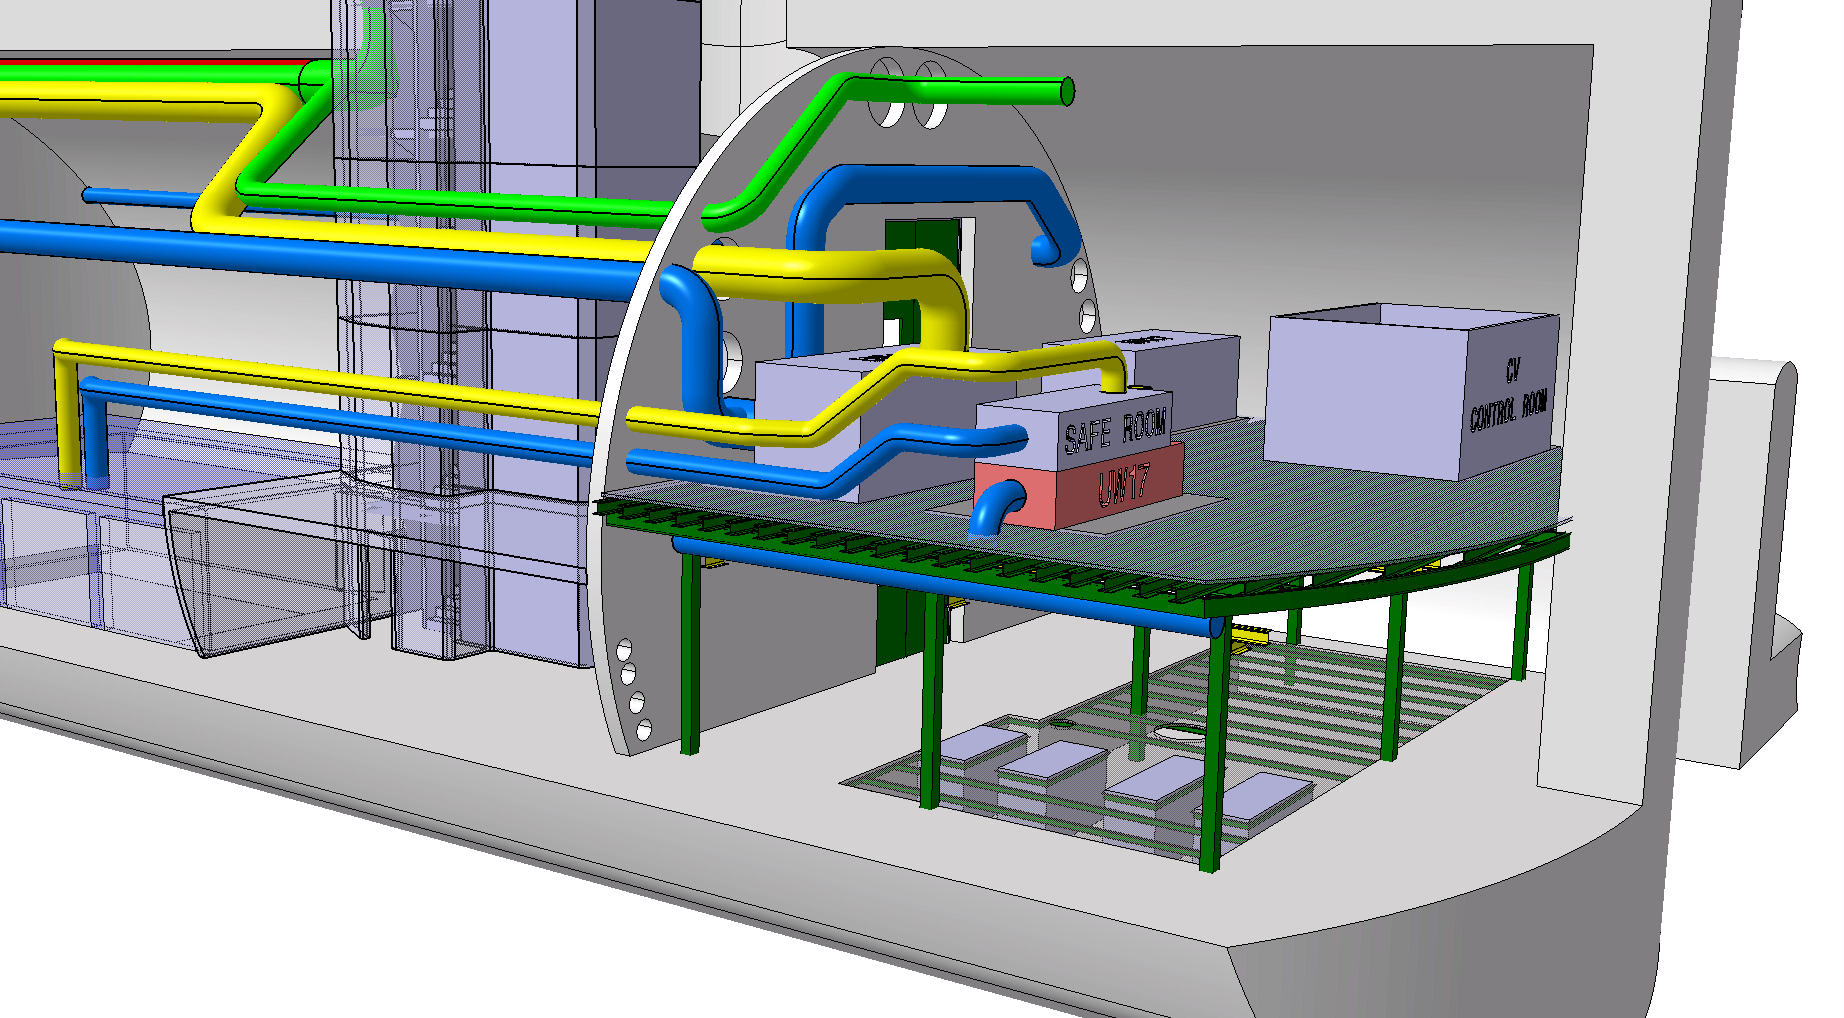 CV
CONTROL ROOM
SAFE ROOM
UW17